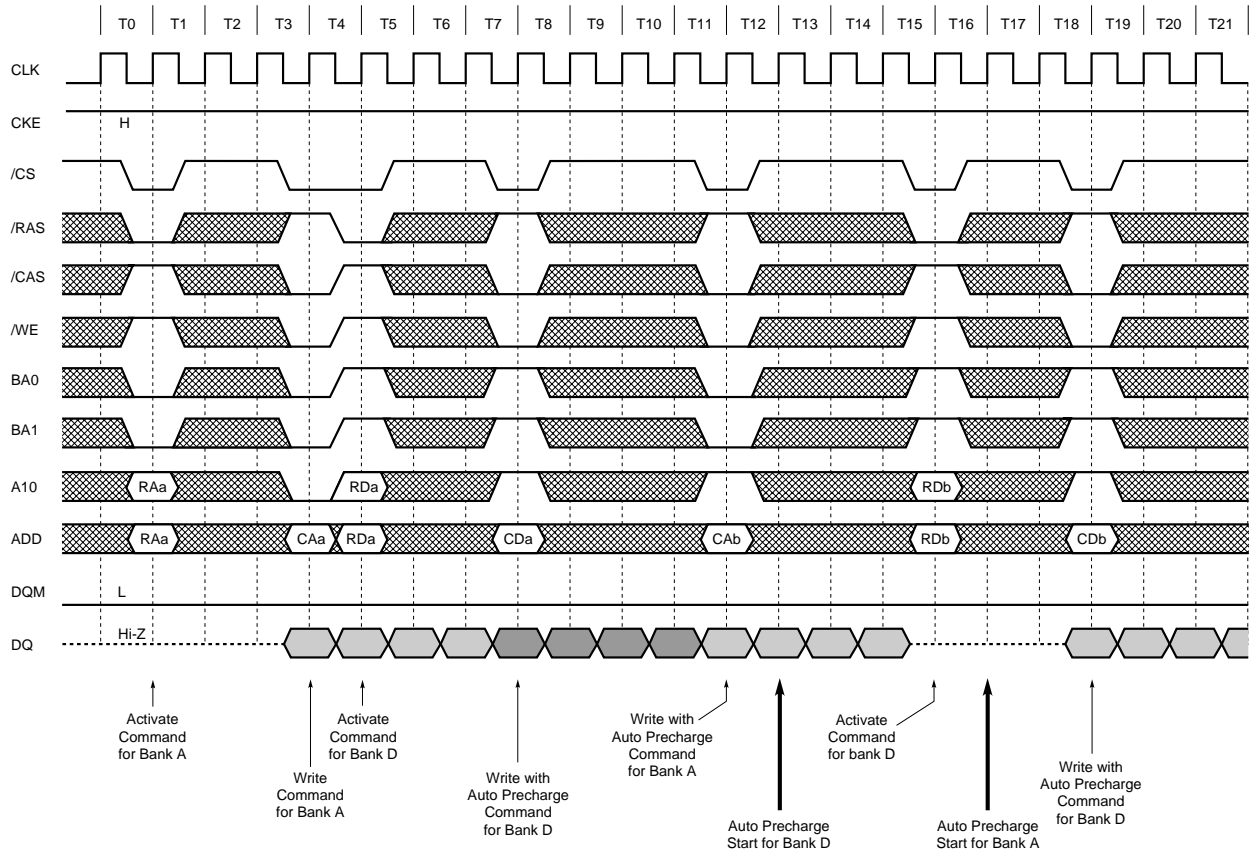 T0 T1 T2 T3 T4 T5 T6 T7 T8 T9 T10 T11 T12 T13 T14 T15 T16 T17 T18 T19 T20 T21
CLK
CKE
H
/CS
/RAS
/CAS
/WE
BA0
BA1
A10
RAa RDa RDb
ADD
RAa CAa RDa CDa CAb RDb CDb
DQM
L
DQ
Hi-Z
Activate
Command
for Bank A
Write
Command
for Bank A
Activate
Command
for Bank D
Write with
Auto Precharge
Command
for Bank D
Write with
Auto Precharge
Command
for Bank A
Auto Precharge
Start for Bank D
Activate
Command
for bank D
Auto Precharge
Start for Bank A
Write with
Auto Precharge
Command
for Bank D